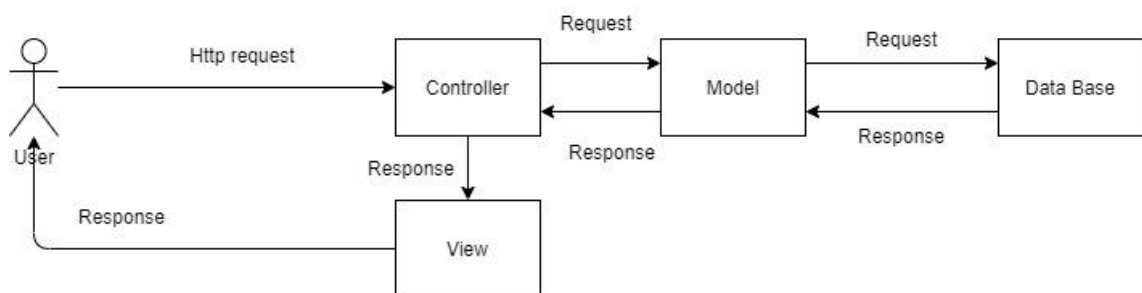 Request
Request
Http request
Controller
Model
Data Base
Response
Response
Response
User
Response
View